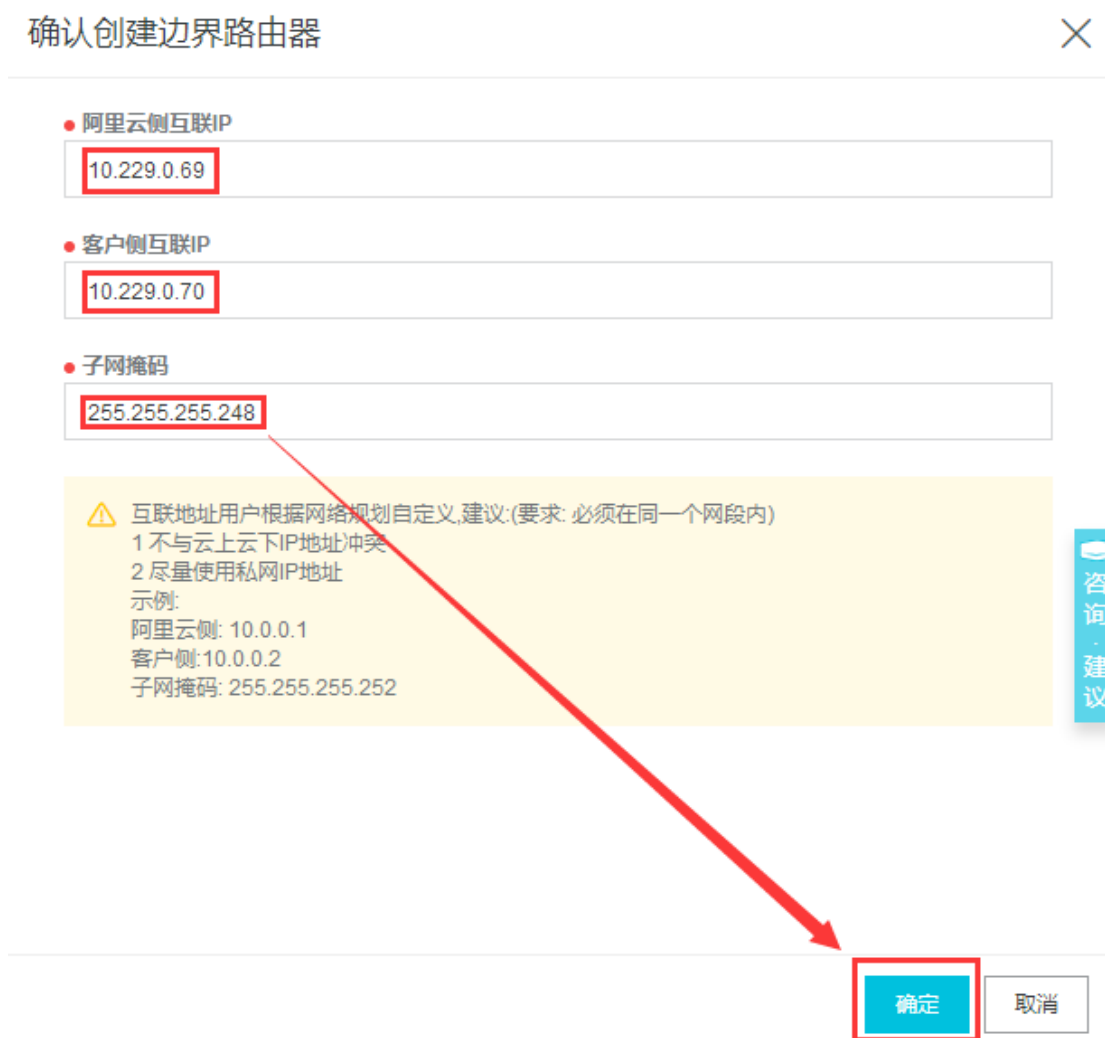 确认创建边界路由器
阿里云侧互联IP
10.229.0.69
客户侧互联IP
10.229.0.70
子网掩码
255.255.255.248
互联地址用户根据网络规划自定义,建议:(要求: 必须在同一个网段内)
1 不与云上云下IP地址冲突
2 尽量使用私网IP地址
示例:
阿里云侧: 10.0.0.1
客户侧:10.0.0.2
子网掩码: 255.255.255.252
咨询·建议
确定
取消